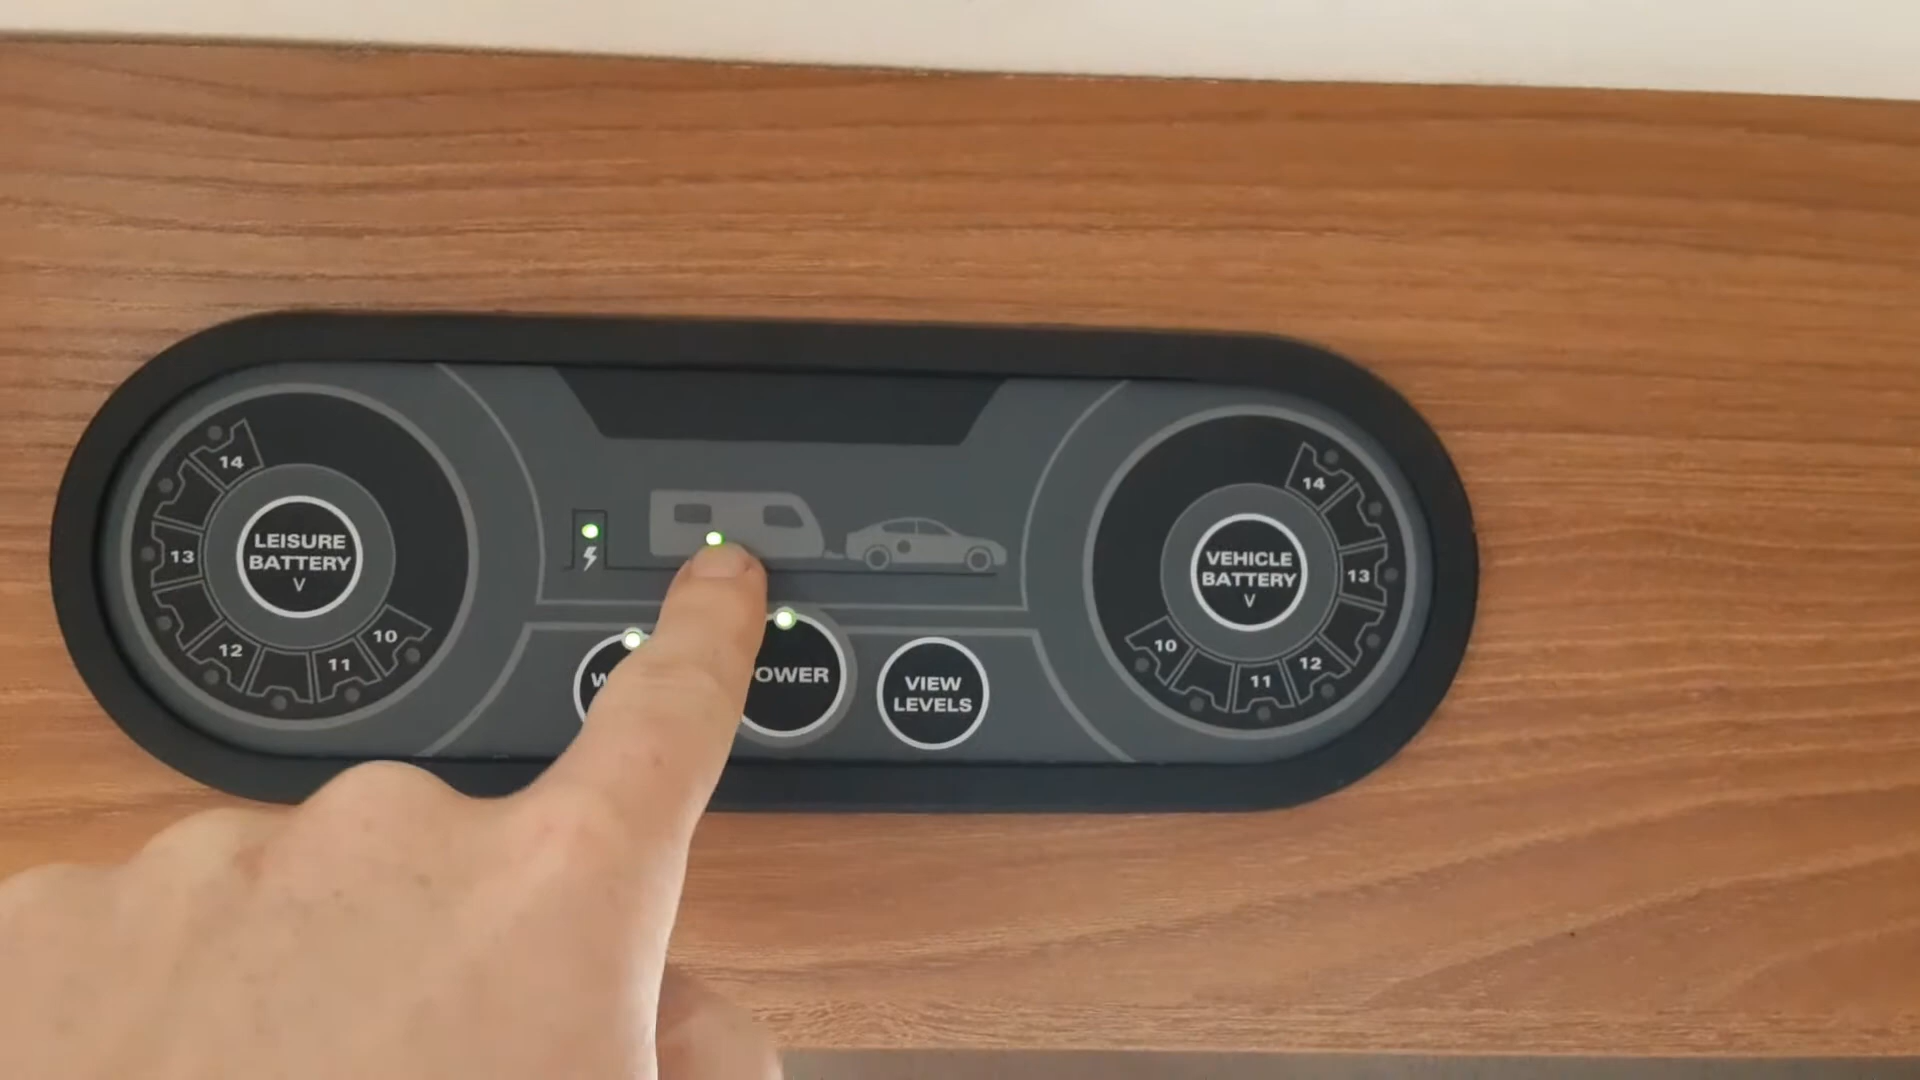 14
13
12
11
10
LEISURE
BATTERY
V
OWER
VIEW
LEVELS
14
13
12
11
10
VEHICLE
BATTERY
V